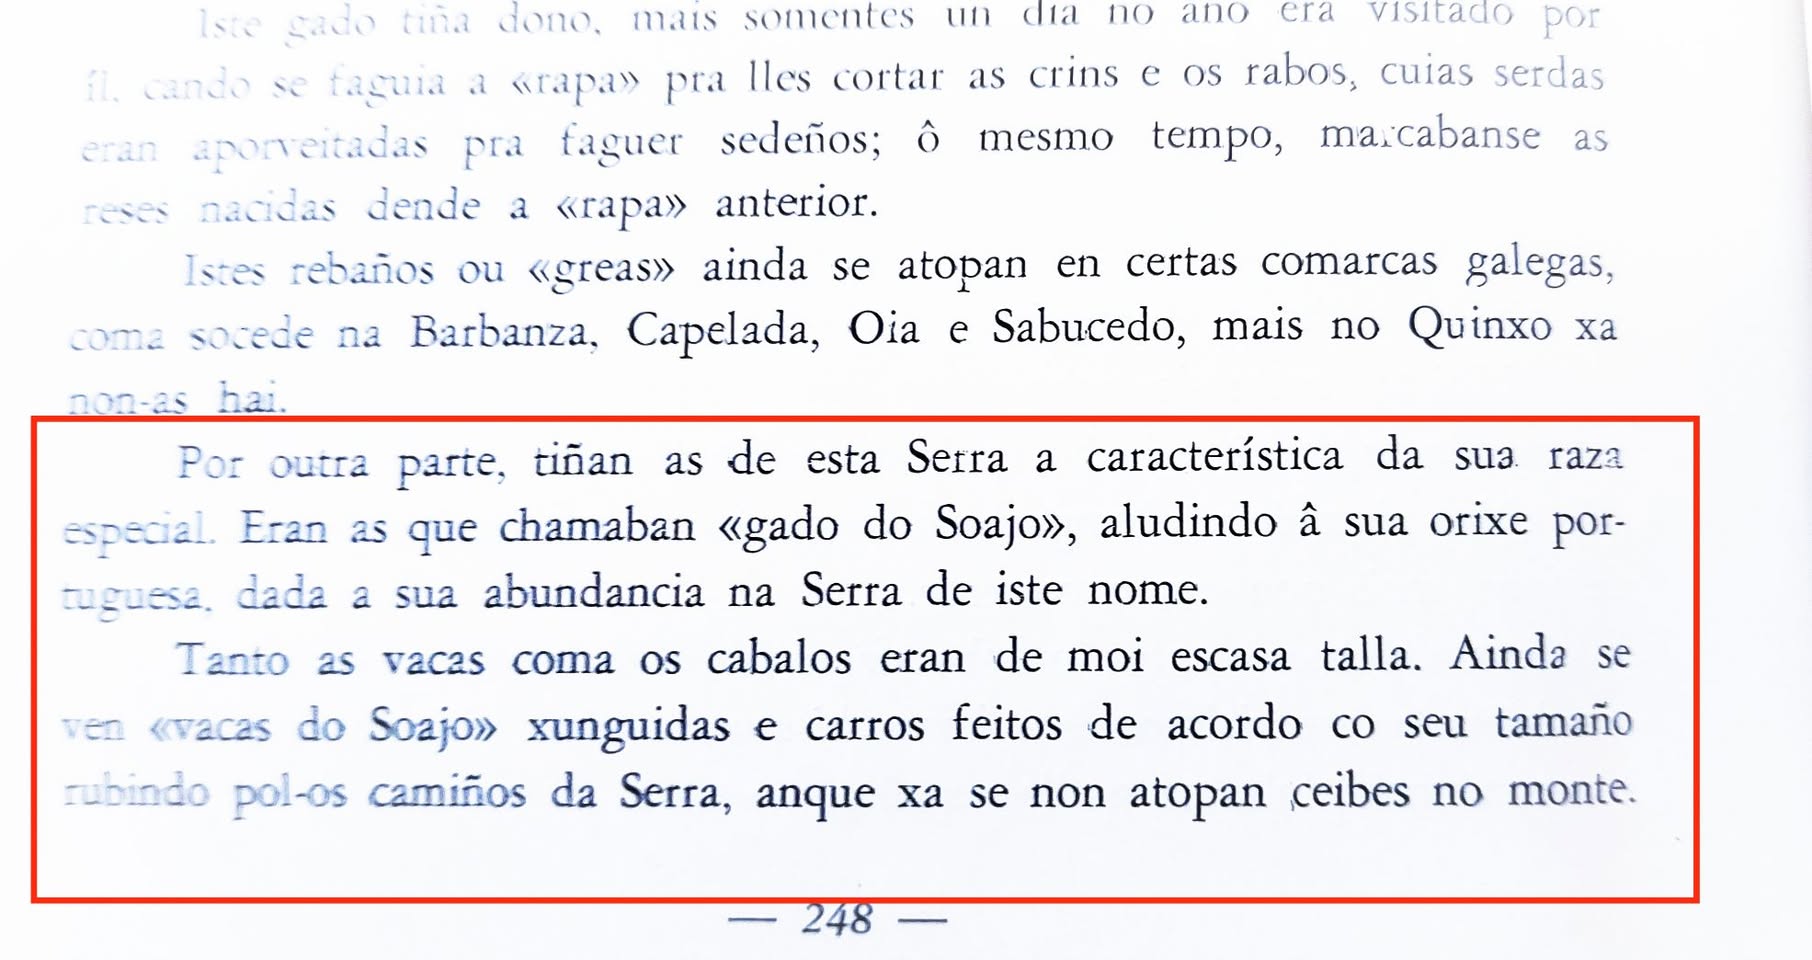 Iste gado tiña dono, mais somentes un dia no ano era visitado por
íl, cando se faguia a «rapa» pra lles cortar as crins e os rabos, cuias serdas
eran aporveitadas pra faguer sedeños; ô mesmo tempo, marcabanse as
reses nacidas dende a «rapa» anterior.
Istes rebaños ou «greas» ainda se atopan en certas comarcas galegas,
coma socede na Barbanza, Capelada, Oia e Sabucedo, mais no Quinxo xa
non-as hai.
Por outra parte, tiñan as de esta Serra a característica da sua raza
especial. Eran as que chamaban «gado do Soajo», aludindo â sua orixe por-
tuguesa, dada a sua abundancia na Serra de iste nome.
Tanto as vacas coma os cabalos eran de moi escasa talla. Ainda se
ven «vacas do Soajo» xunguidas e carros feitos de acordo co seu tamaño
rubindo pol-os camiños da Serra, anque xa se non atopan ceibes no monte.
— 248 —